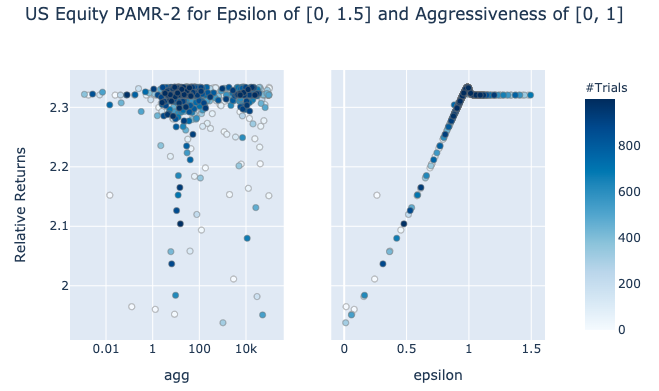 US Equity PAMR-2 for Epsilon of [0, 1.5] and Aggressiveness of [0, 1]
#Trials
2.3
2.2
2.1
2
Relative Returns
800
600
400
200
0
0.01 1 100 10k
0 0.5 1 1.5
agg
epsilon